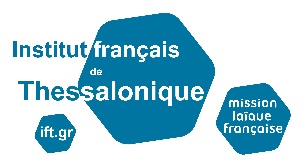 Institut français
de
Thessalonique
ift.gr
mission
laïque
française